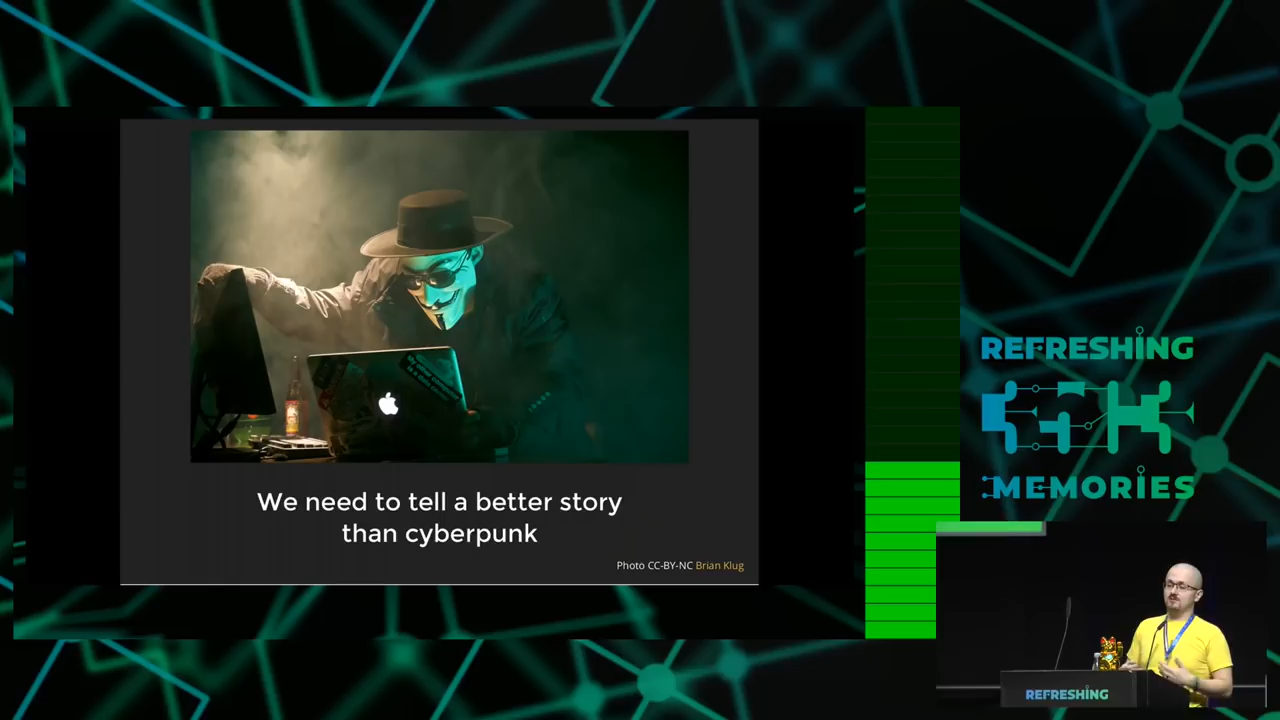 We need to tell a better story
than cyberpunk
Photo CC-BY-NC Brian Klug
REFRESHING
MEMORIES
REFRESHING